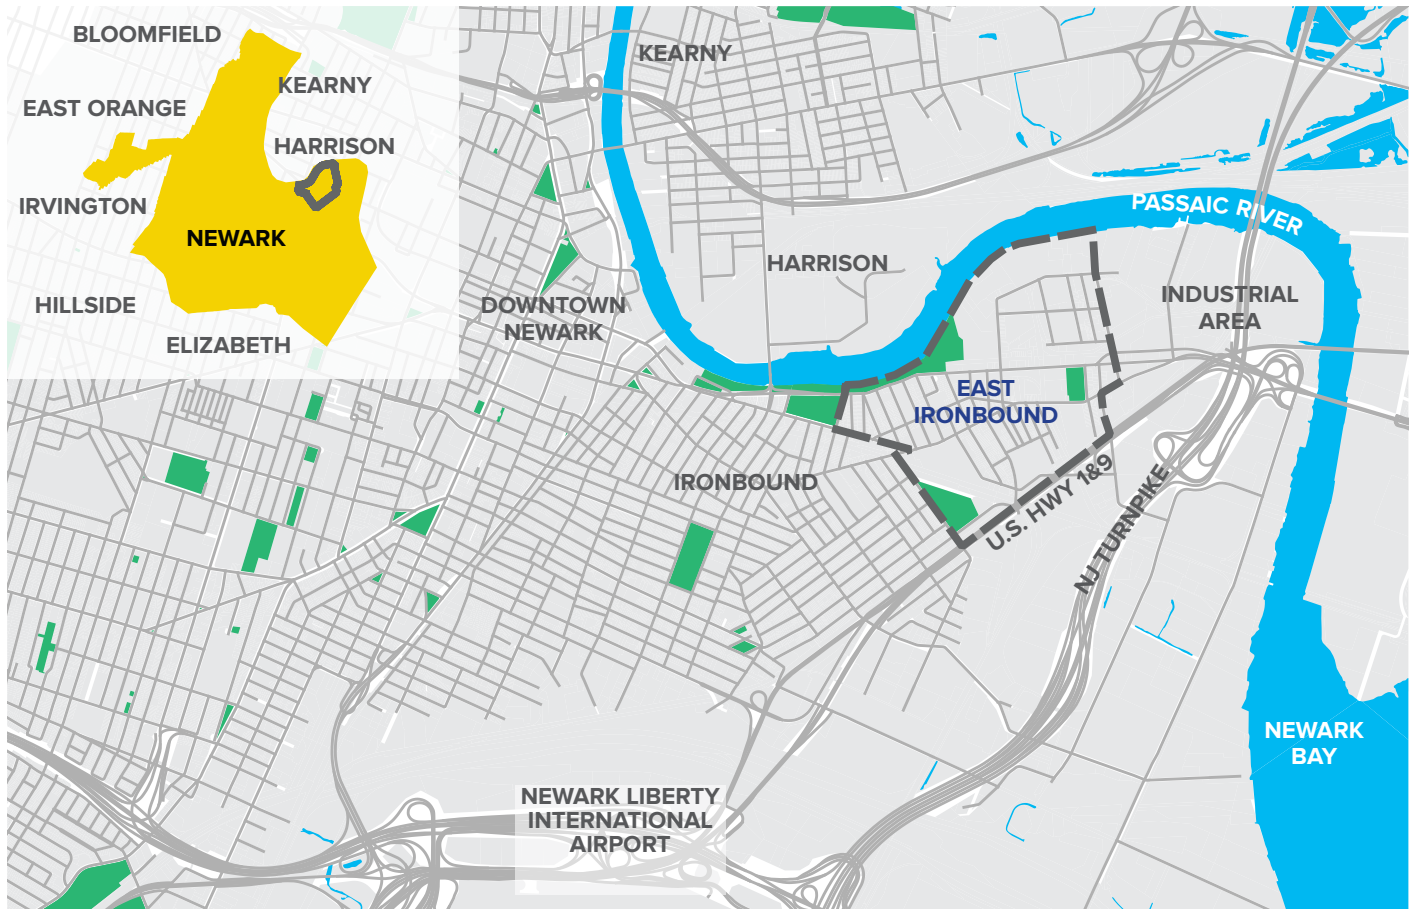 BLOOMFIELD
KEARNY
EAST ORANGE
HARRISON
IRVINGTON
NEWARK
HILLSIDE
ELIZABETH
KEARNY
PASSAIC RIVER
HARRISON
DOWNTOWN
NEWARK
INDUSTRIAL
AREA
EAST
IRONBOUND
IRONBOUND
U.S. HWY 1&9
NJ TURNPIKE
NEWARK
BAY
NEWARK LIBERTY
INTERNATIONAL
AIRPORT